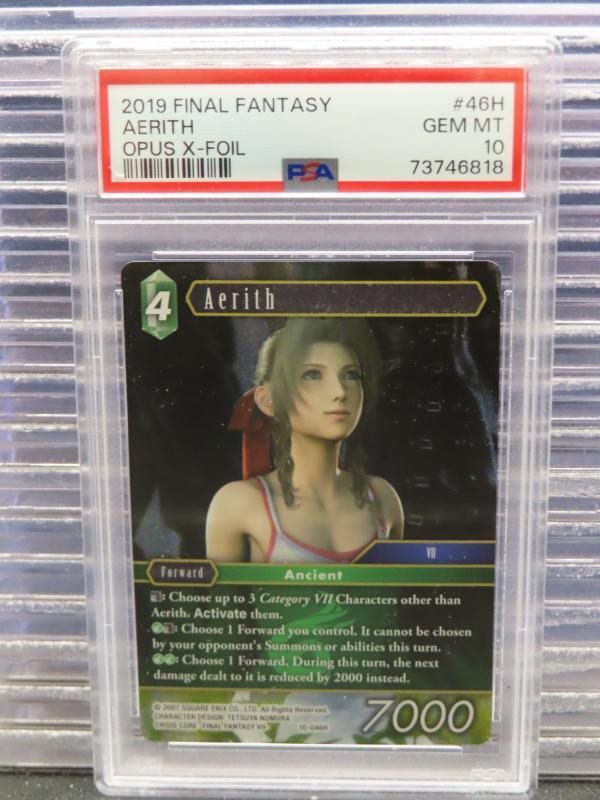 2019 FINAL FANTASY #46H
AERITH GEM MT
OPUS X-FOIL 10
PSA 73746818
4 Aerith
VII
Forward Ancient
: Choose up to 3 Category VII Characters other than
Aerith. Activate them.
: Choose 1 Forward you control. It cannot be chosen
by your opponent's Summons or abilities this turn.
: Choose 1 Forward. During this turn, the next
damage dealt to it is reduced by 2000 instead.
© 2007 SQUARE ENIX CO., LTD. All Rights Reserved.
CHARACTER DESIGN: TETSUYA NOMURA
CRISIS CORE FINAL FANTASY VII 10-046H
7000